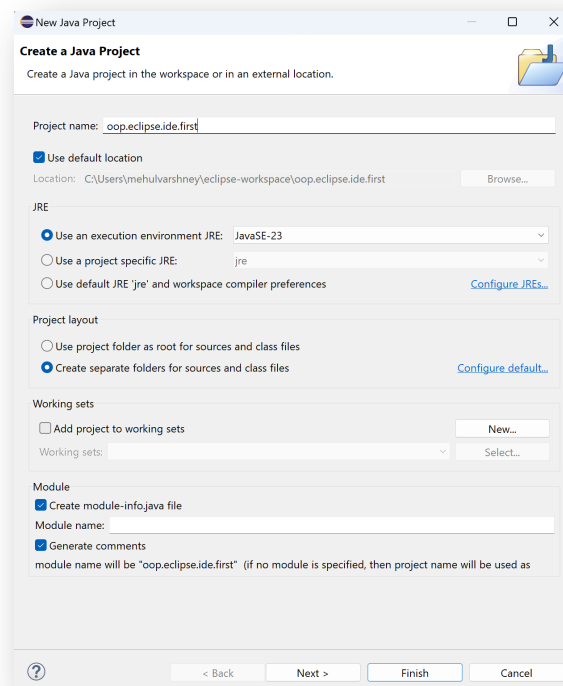 New Java Project
Create a Java Project
Create a Java project in the workspace or in an external location.
Project name: oop.eclipse.ide.first
Use default location
Location: C:\Users\mehulvarshney\eclipse-workspace\oop.eclipse.ide.first Browse...
JRE
Use an execution environment JRE: JavaSE-23
Use a project specific JRE: jre
Use default JRE 'jre' and workspace compiler preferences Configure JREs...
Project layout
Use project folder as root for sources and class files
Create separate folders for sources and class files Configure default...
Working sets
Add project to working sets New...
Working sets: Select...
Module
Create module-info.java file
Module name:
Generate comments
module name will be "oop.eclipse.ide.first" (if no module is specified, then project name will be used as
? < Back Next > Finish Cancel